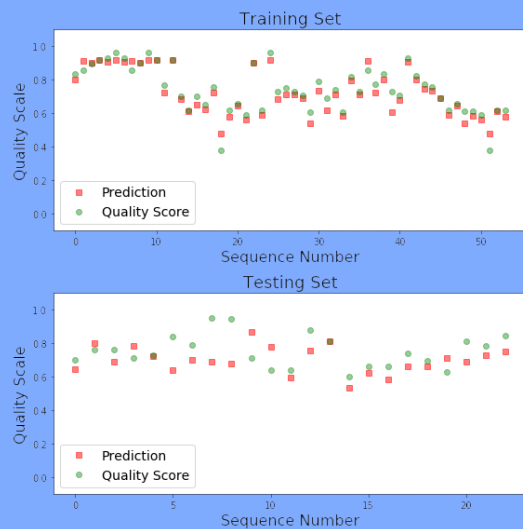 Training Set
Quality Scale
1.0
0.8
0.6
0.4
0.2
0.0
Prediction
Quality Score
0 10 20 30 40 50
Sequence Number
Testing Set
Quality Scale
1.0
0.8
0.6
0.4
0.2
0.0
Prediction
Quality Score
0 5 10 15 20
Sequence Number